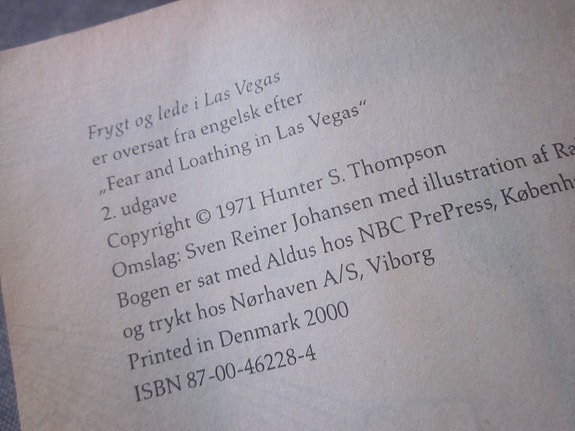 Frygt og lede i Las Vegas
er oversat fra engelsk efter
„Fear and Loathing in Las Vegas“
2. udgave
Copyright © 1971 Hunter S. Thompson
Omslag: Sven Reiner Johansen med illustration af
Bogen er sat med Aldus hos NBC PrePress,
og trykt hos Nørhaven A/S, Viborg
Printed in Denmark 2000
ISBN 87-00-46228-4